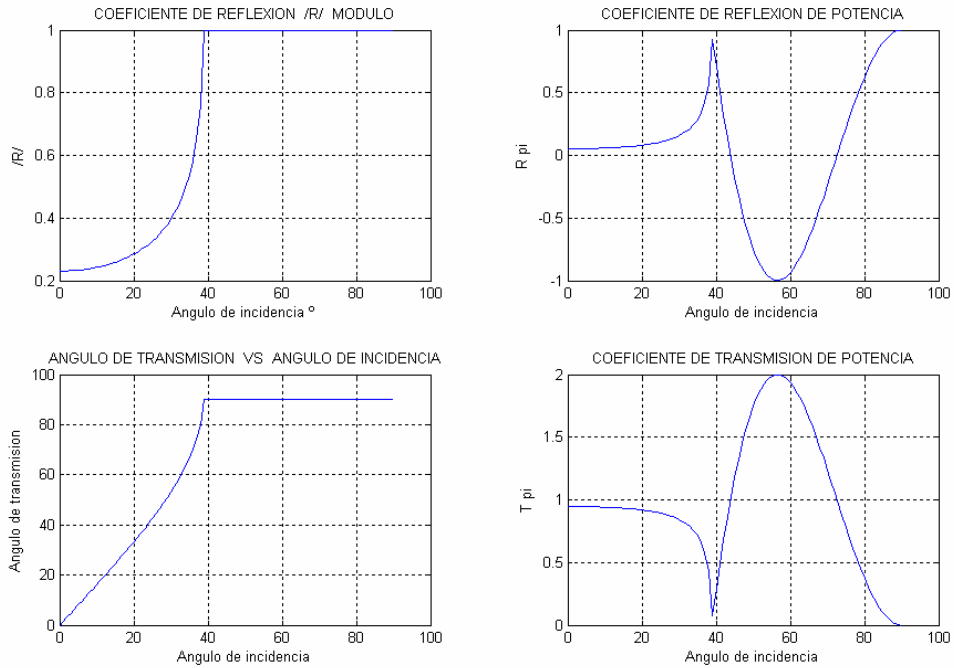 COEFICIENTE DE REFLEXION /R/ MODULO
1
0.8
0.6
0.4
0.2
/R/
0 20 40 60 80 100
Angulo de incidencia º
COEFICIENTE DE REFLEXION DE POTENCIA
1
0.5
0
-0.5
-1
R pi
0 20 40 60 80 100
Angulo de incidencia
ANGULO DE TRANSMISION VS ANGULO DE INCIDENCIA
100
80
60
40
20
0
Angulo de transmision
0 20 40 60 80 100
Angulo de incidencia
COEFICIENTE DE TRANSMISION DE POTENCIA
2
1.5
1
0.5
0
T pi
0 20 40 60 80 100
Angulo de incidencia